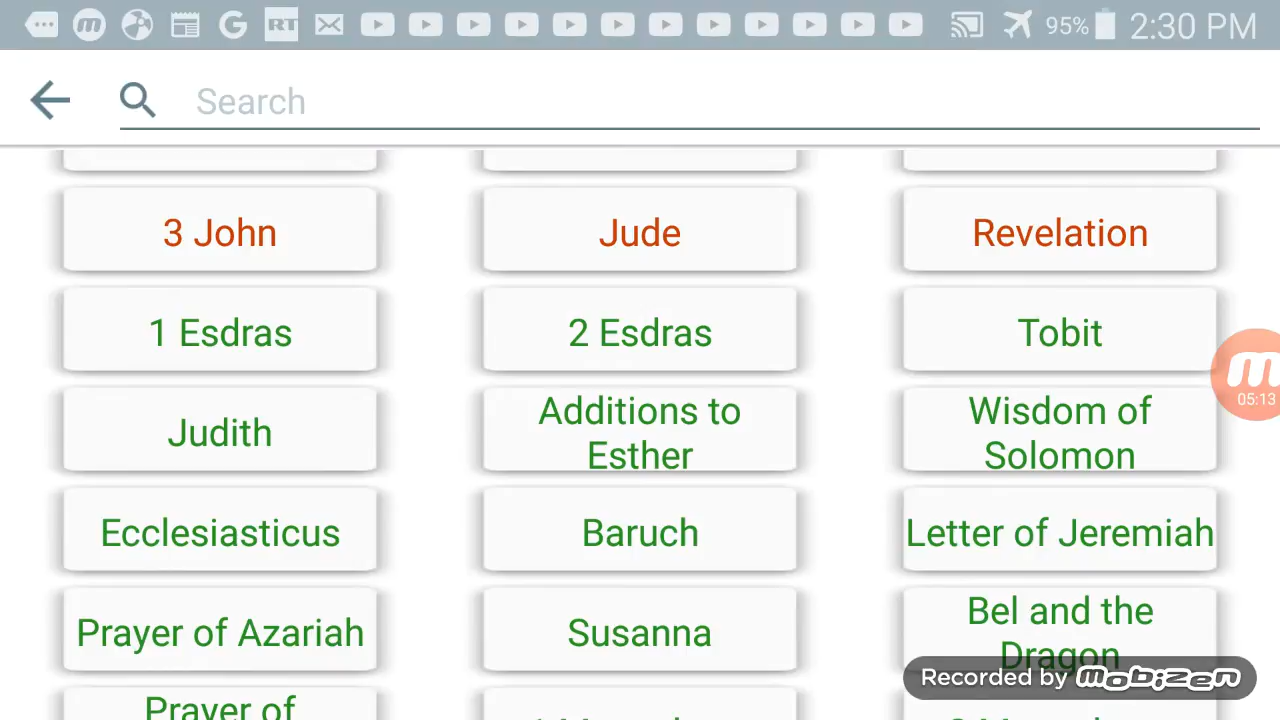 95% 2:30 PM
Search
3 John
Jude
Revelation
1 Esdras
2 Esdras
Tobit
Judith
Additions to
Esther
Wisdom of
Solomon
05:13
Ecclesiasticus
Baruch
Letter of Jeremiah
Prayer of Azariah
Susanna
Bel and the
Dragon
Recorded by mobizen
Prayer of